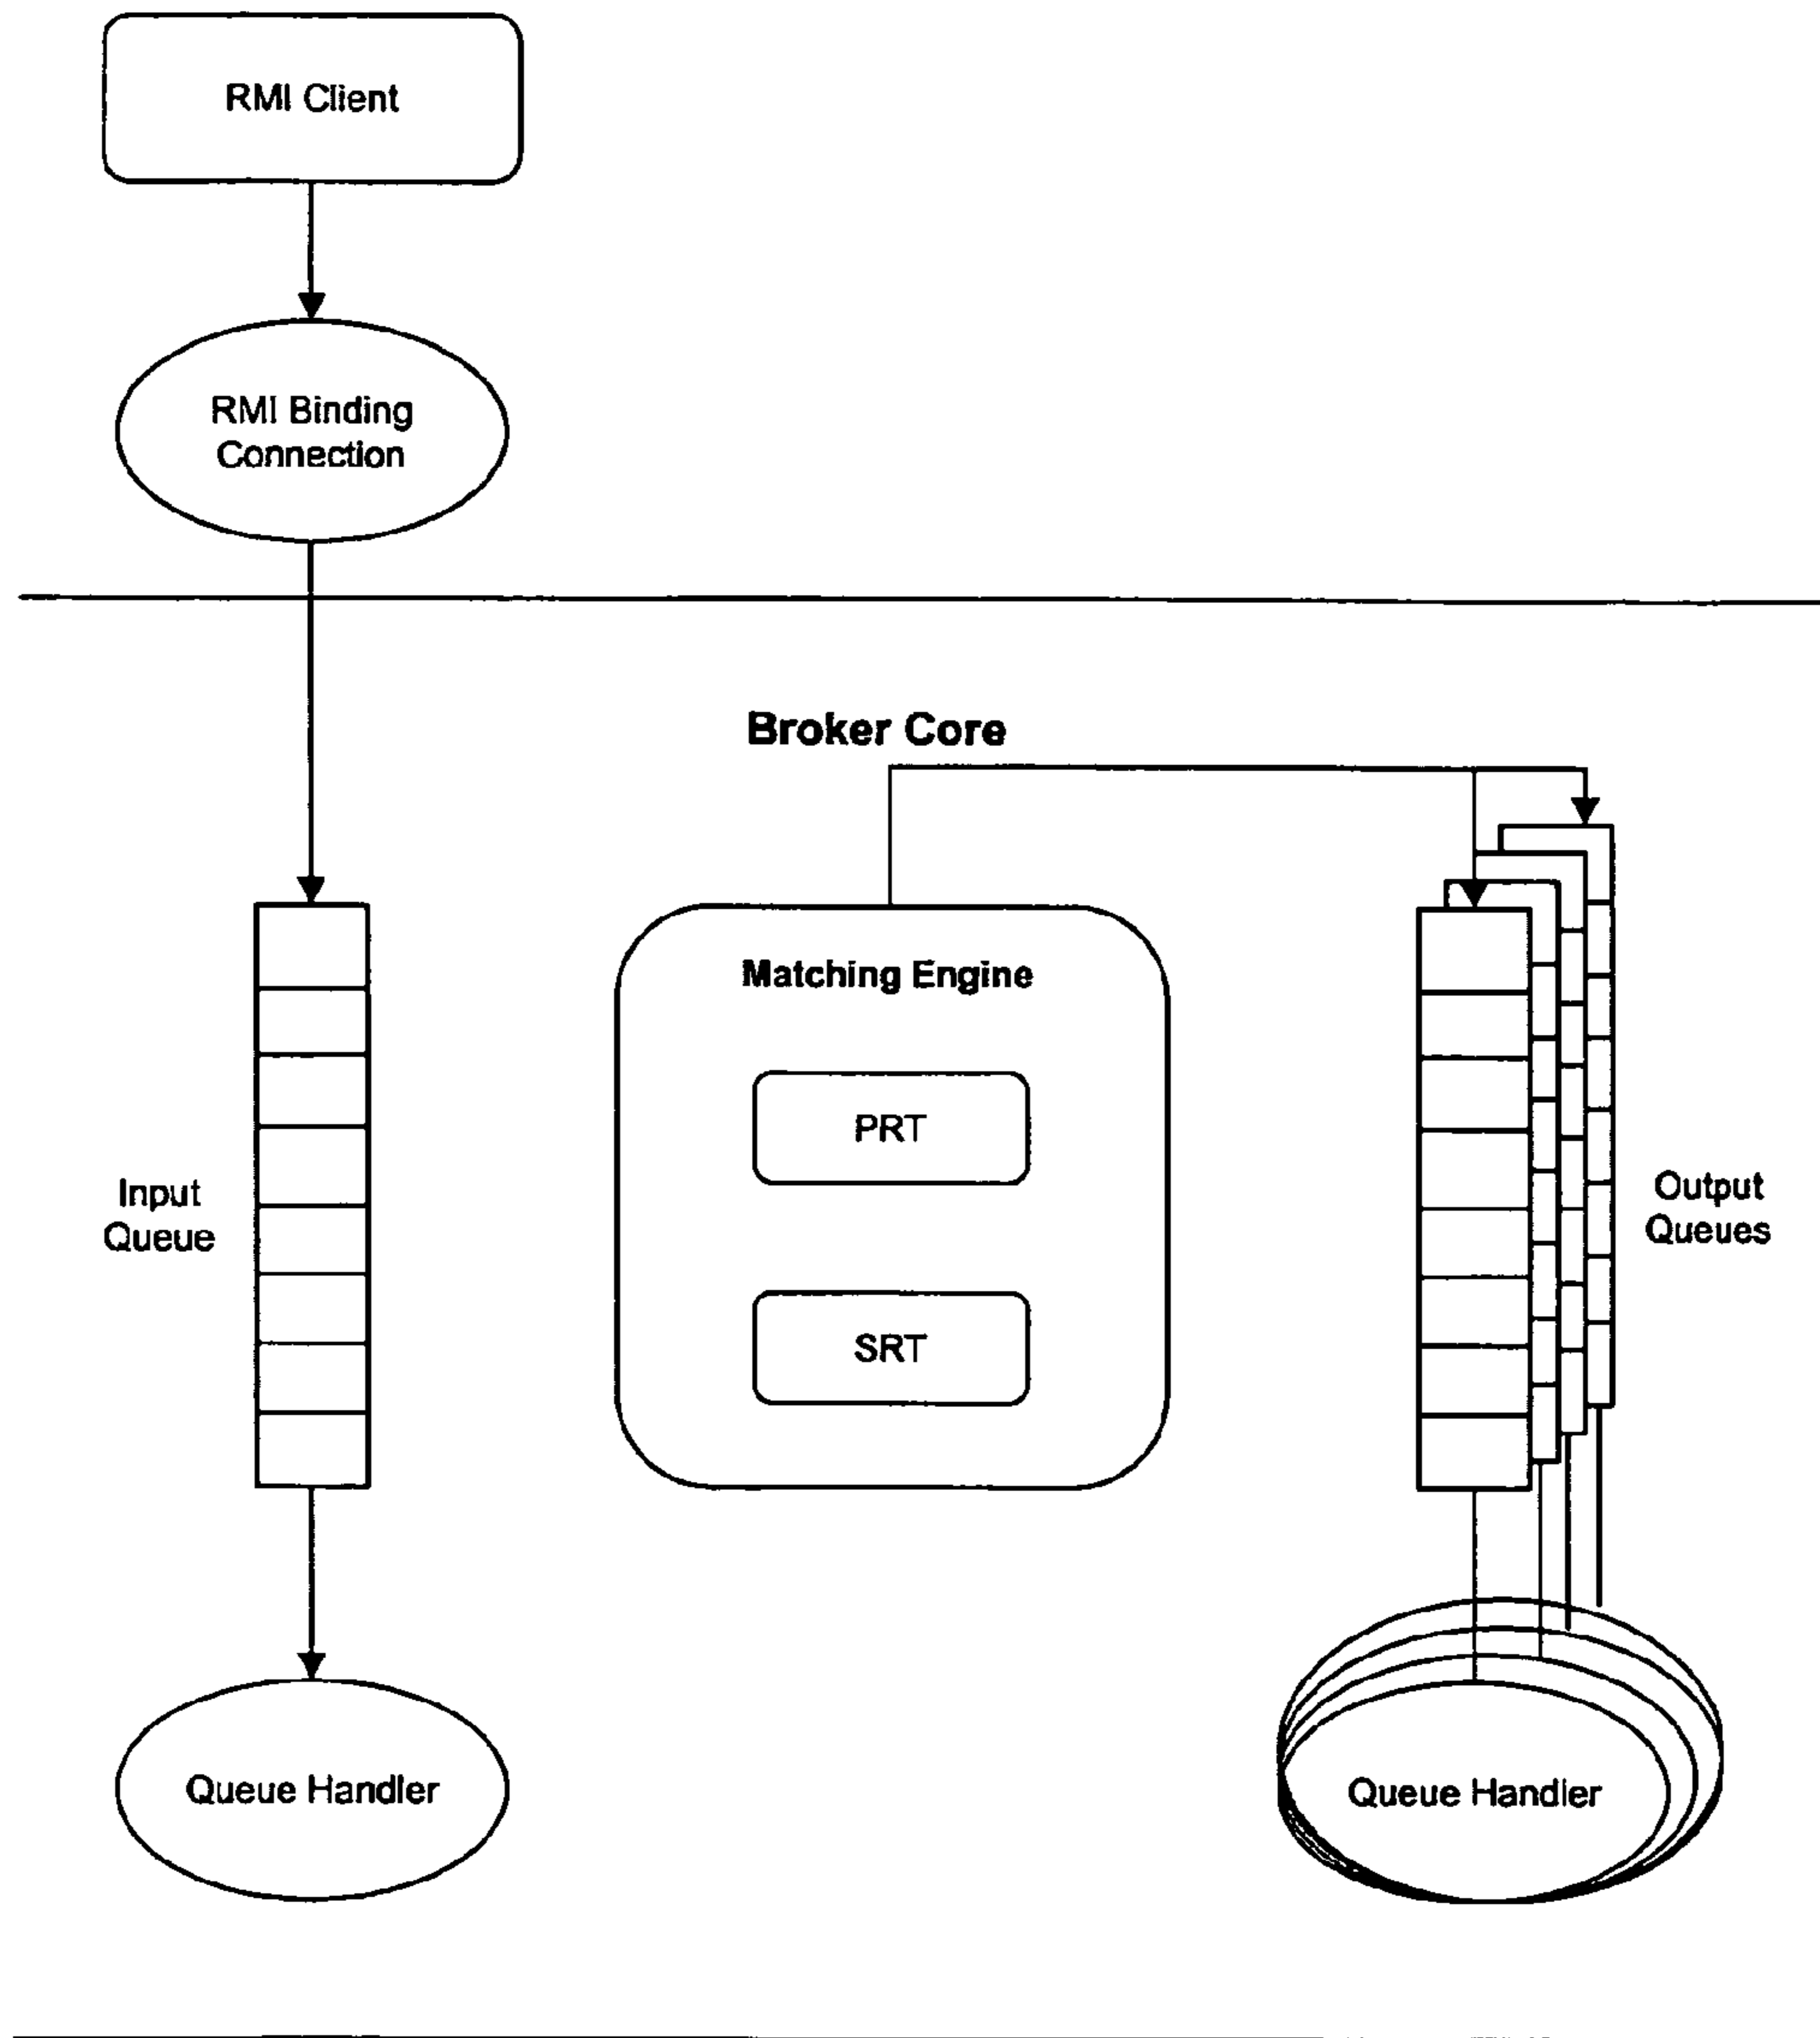 RMI Client
RMI Binding
Connection
Broker Core
Matching Engine
PRT
SRT
Input
Queue
Output
Queues
Queue Handler
Queue Handler